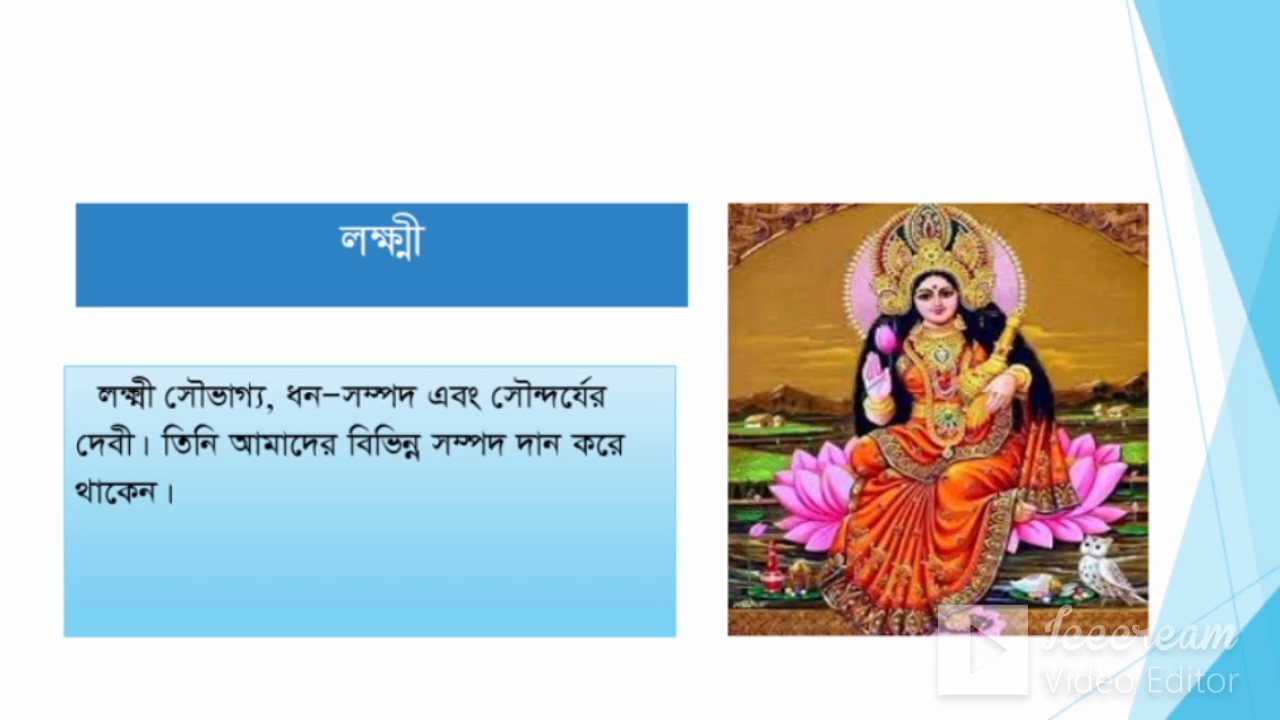 লক্ষ্মী
লক্ষ্মী সৌভাগ্য, ধন-সম্পদ এবং সৌন্দর্যের
দেবী। তিনি আমাদের বিভিন্ন সম্পদ দান করে
থাকেন।
Icecream
Video Editor